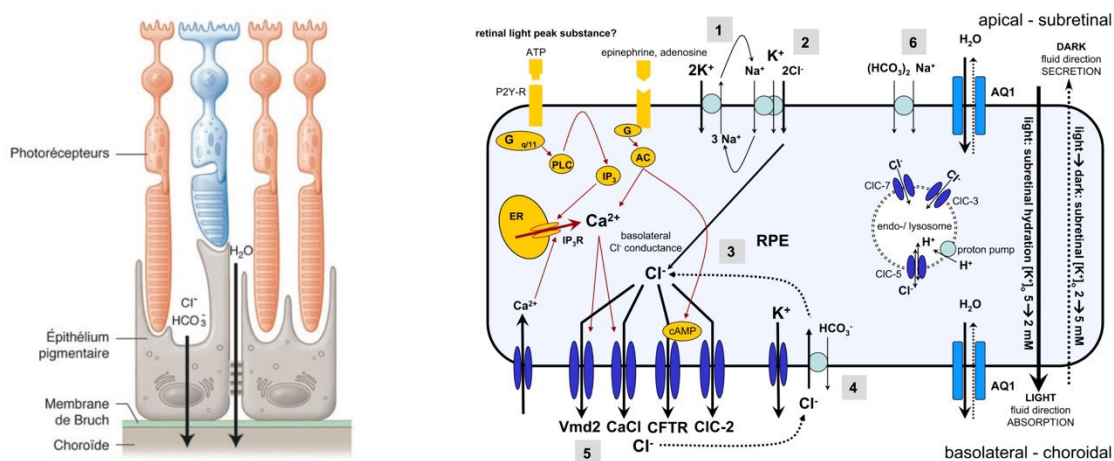 Photorécepteurs
H₂O
Cl⁻
HCO₃⁻
Épithélium
pigmentaire
Membrane
de Bruch
Choroïde
apical - subretinal
retinal light peak substance?
ATP
P2Y-R
epinephrine, adenosine
1
2K⁺
3 Na⁺
Na⁺
2
K⁺
2Cl⁻
6
(HCO₃)₂ Na⁺
H₂O
AQ1
DARK
fluid direction
SECRETION
G q/11
PLC
IP₃
G
AC
ER
IP₃R
Ca²⁺
basolateral
Cl⁻ conductance
3
RPE
Cl⁻
Cl⁻
ClC-7
ClC-3
endo-/ lysosome
H⁺
proton pump
H⁺
ClC-5
Cl⁻
light: subretinal hydration [K⁺]ₒ 5 → 2 mM
light → dark: subretinal [K⁺]ₒ 2 → 5 mM
Ca²⁺
cAMP
K⁺
HCO₃⁻
4
Cl⁻
H₂O
AQ1
Vmd2 CaCl CFTR ClC-2
5
Cl⁻
LIGHT
fluid direction
ABSORPTION
basolateral - choroidal